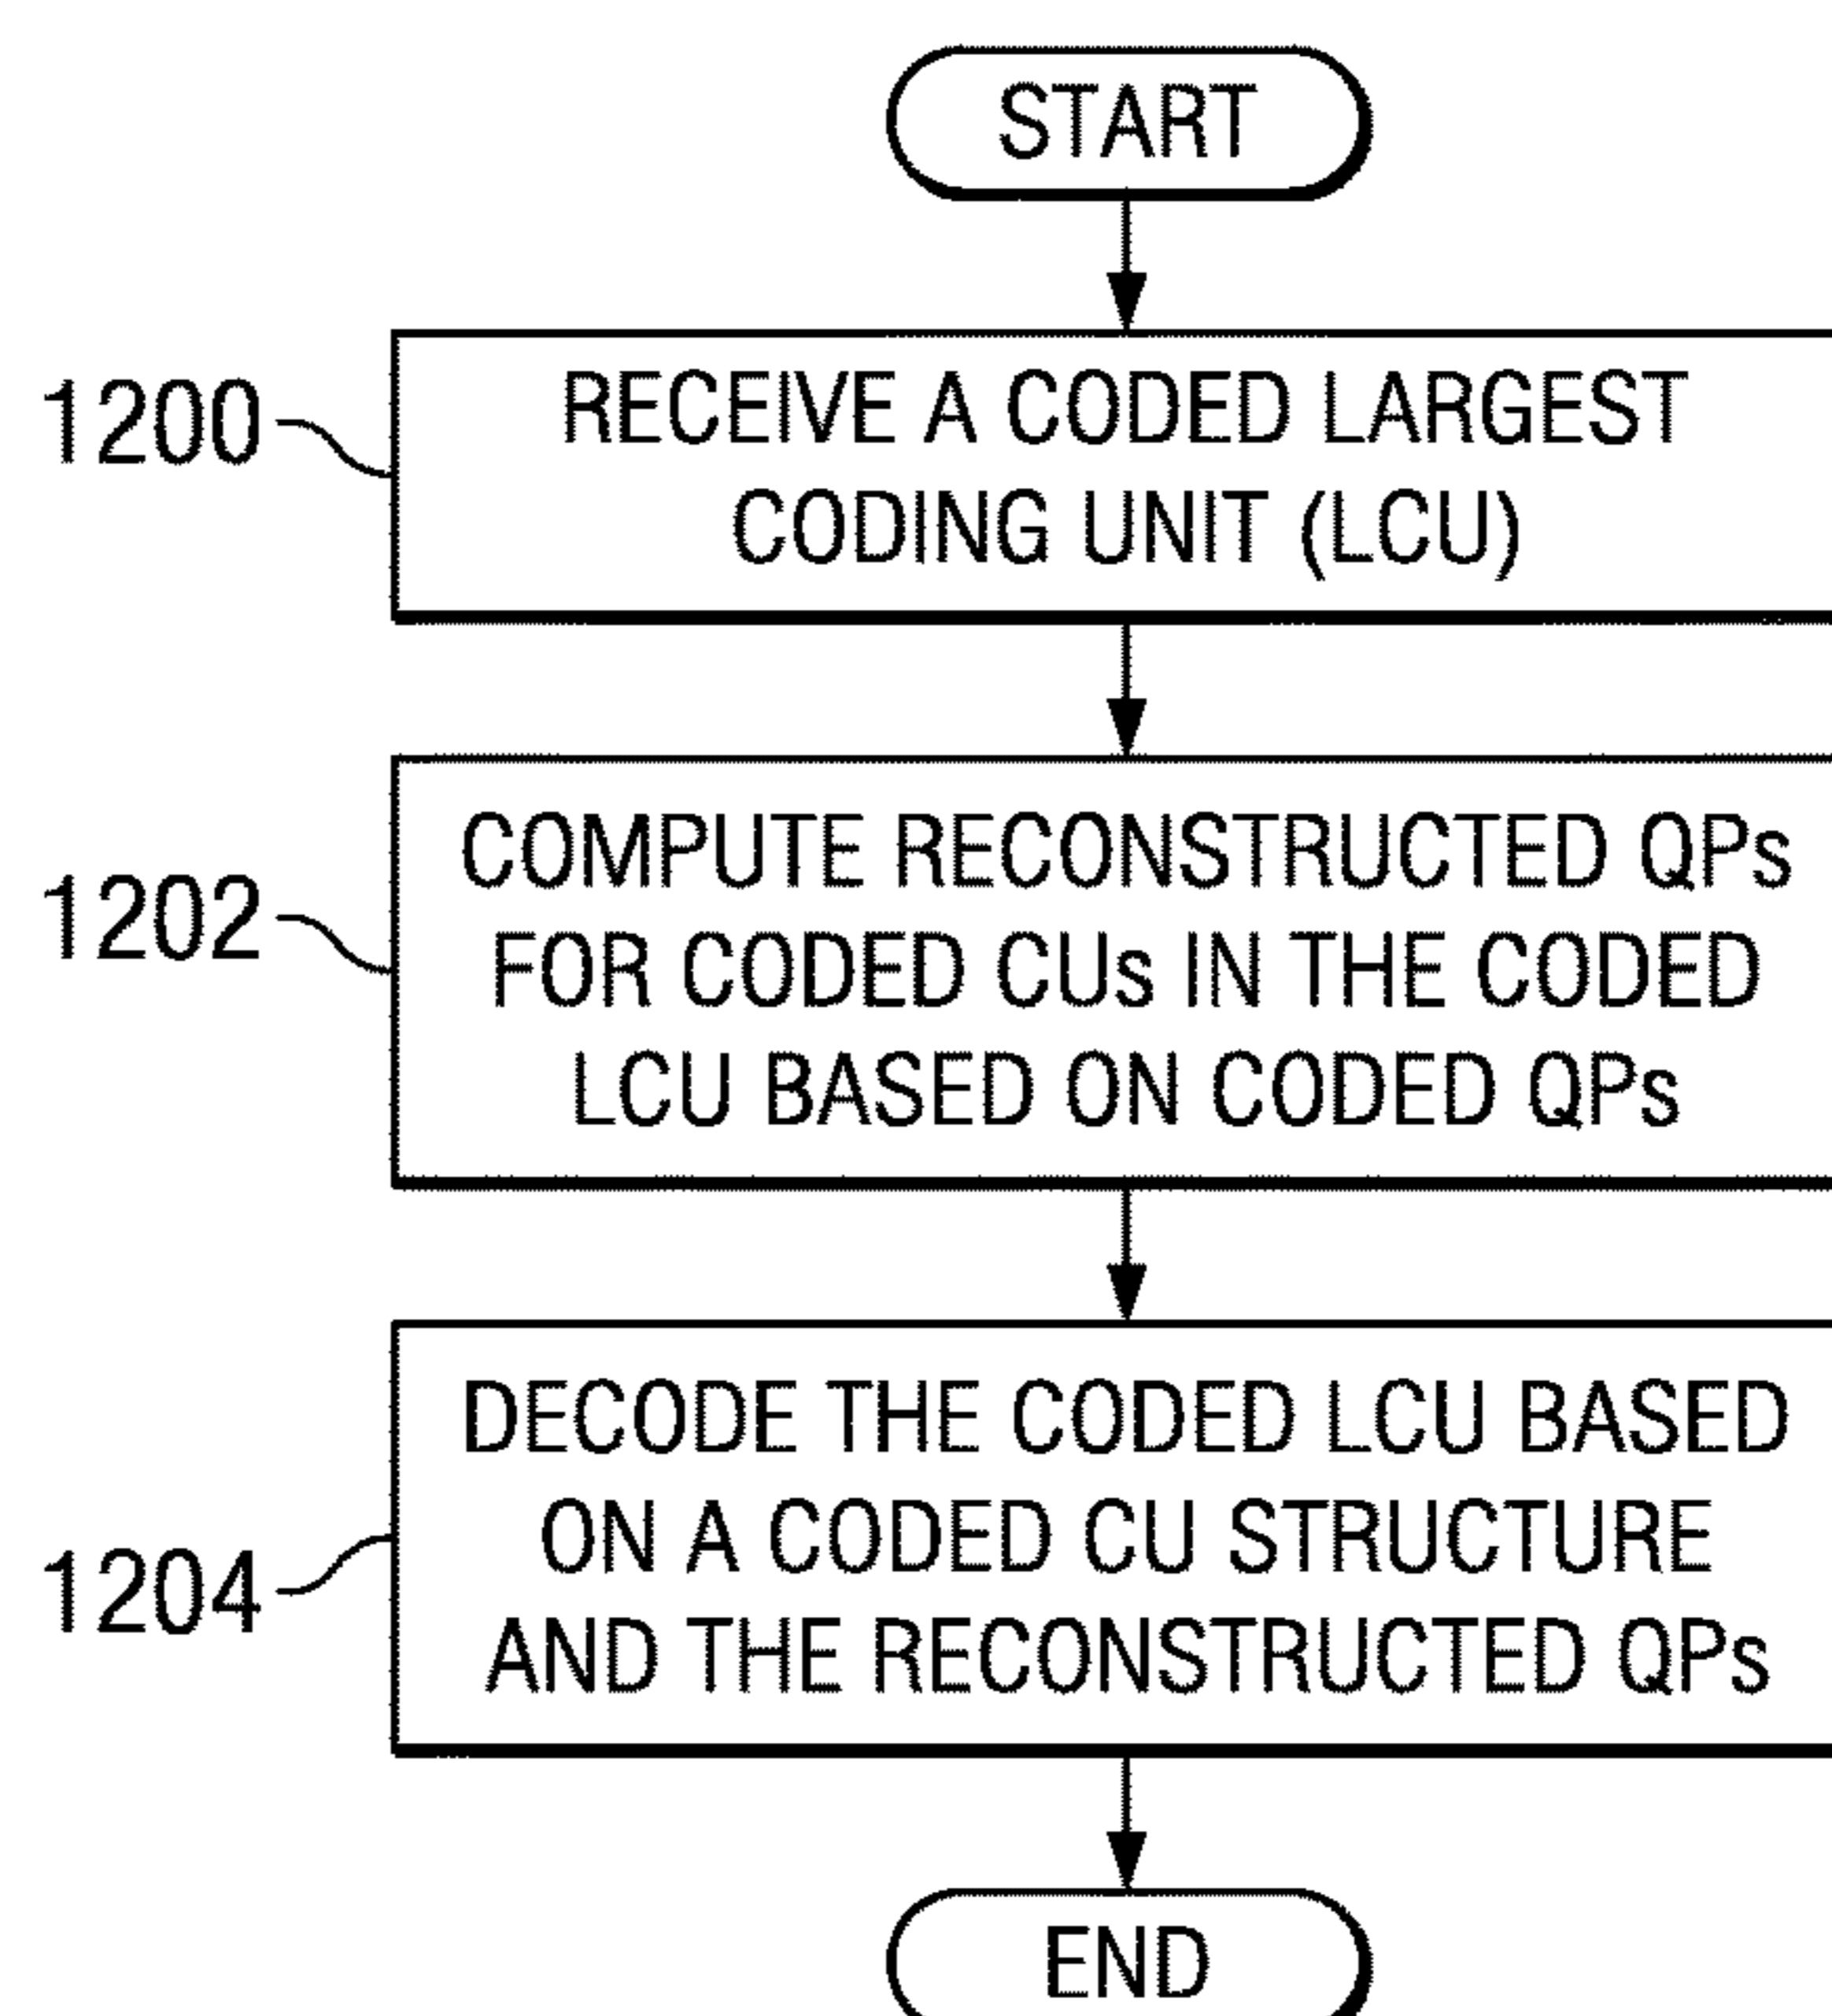 START
1200
RECEIVE A CODED LARGEST
CODING UNIT (LCU)
1202
COMPUTE RECONSTRUCTED QPs
FOR CODED CUs IN THE CODED
LCU BASED ON CODED QPs
1204
DECODE THE CODED LCU BASED
ON A CODED CU STRUCTURE
AND THE RECONSTRUCTED QPs
END